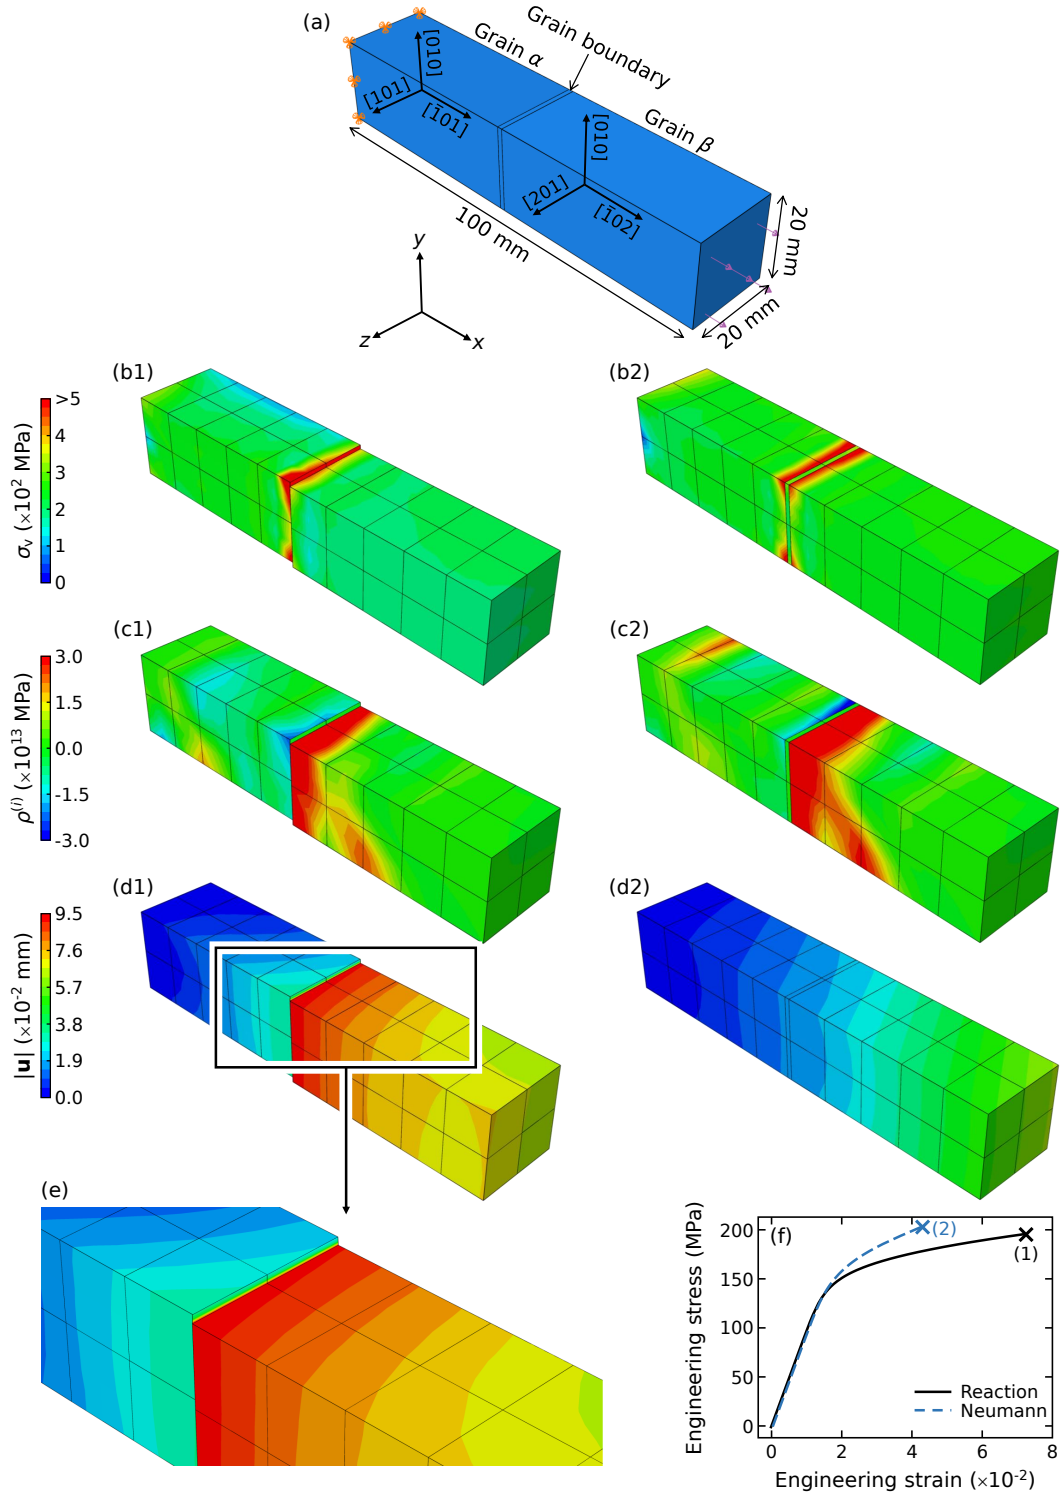 (a)
Grain α
Grain boundary
Grain β
[010]
[101]
[1̄01]
[010]
[201]
[1̄02]
100 mm
20 mm
20 mm
y
z
x
(b1)
(b2)
σv (×10² MPa)
>5
4
3
2
1
0
(c1)
(c2)
ρ⁽ⁱ⁾ (×10¹³ MPa)
3.0
1.5
0.0
-1.5
-3.0
(d1)
(d2)
|u| (×10⁻² mm)
9.5
7.6
5.7
3.8
1.9
0.0
(e)
(f)
Engineering stress (MPa)
200
150
100
50
0
(2)
(1)
Reaction
Neumann
0
2
4
6
8
Engineering strain (×10⁻²)